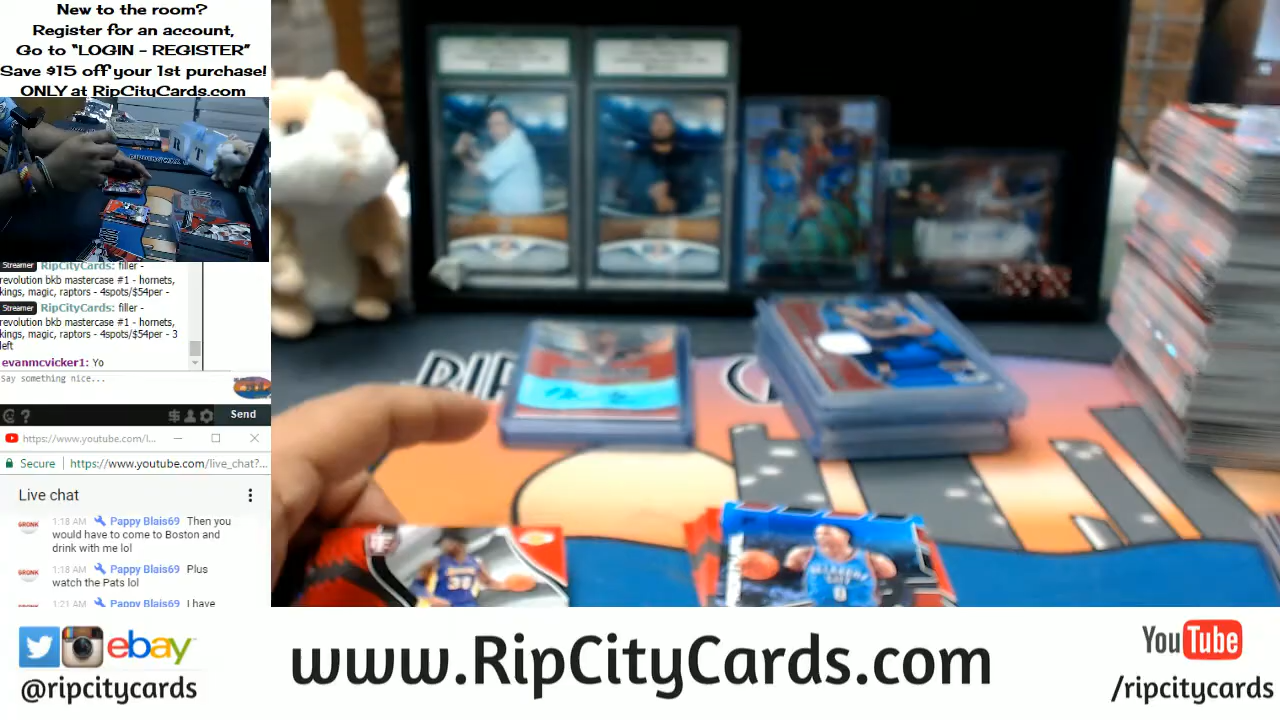 New to the room?
Register for an account,
Go to “LOGIN - REGISTER”
Save $15 off your 1st purchase!
ONLY at RipCityCards.com
Streamer RipCityCards: filler -
revolution bkb mastercase #1 - hornets,
kings, magic, raptors - 4spots/$54per -
Streamer RipCityCards: filler -
revolution bkb mastercase #1 - hornets,
kings, magic, raptors - 4spots/$54per - 3
left
evanmcvicker1: Yo
Say something nice...
Send
https://www.youtube.com/l...
Secure https://www.youtube.com/live_chat?...
Live chat
1:18 AM Pappy Blais69 Then you
would have to come to Boston and
drink with me lol
1:18 AM Pappy Blais69 Plus
watch the Pats lol
1:21 AM Pappy Blais69 I have
ebay
@ripcitycards
www.RipCityCards.com
YouTube
/ripcitycards
RIP C
OKLAHOMA
CITY
0